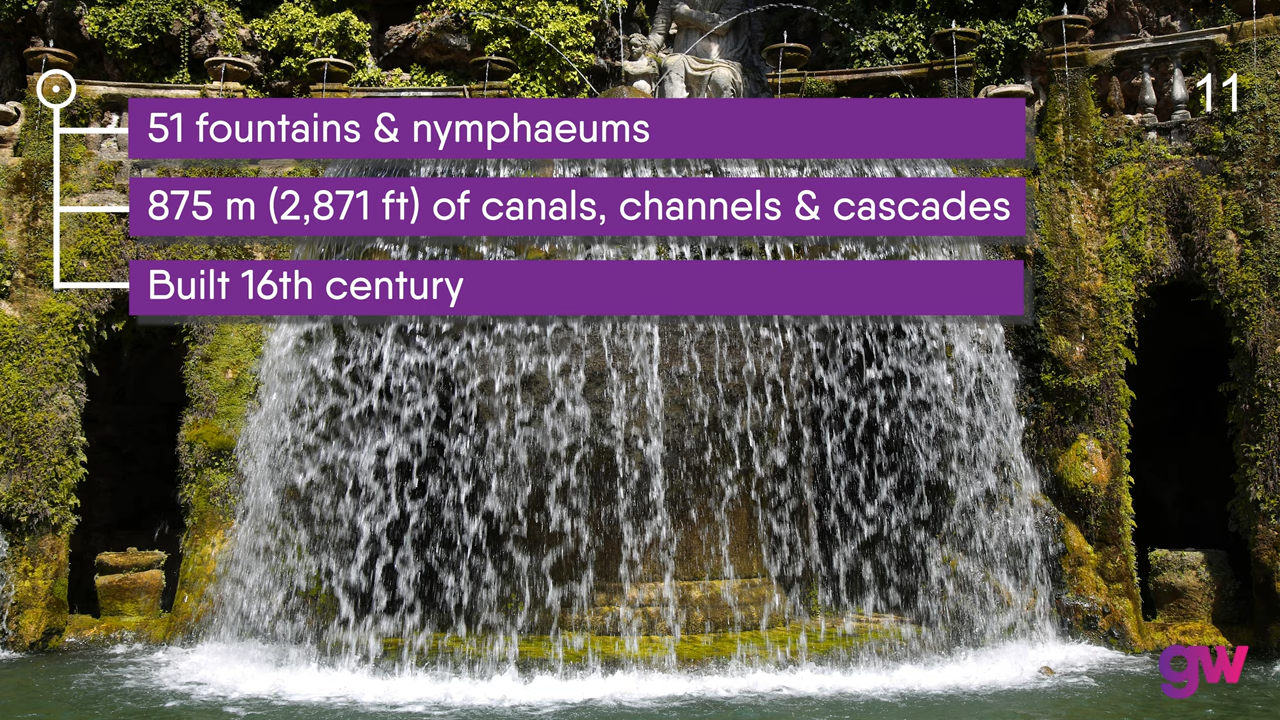 11
51 fountains & nymphaeums
875 m (2,871 ft) of canals, channels & cascades
Built 16th century
gw